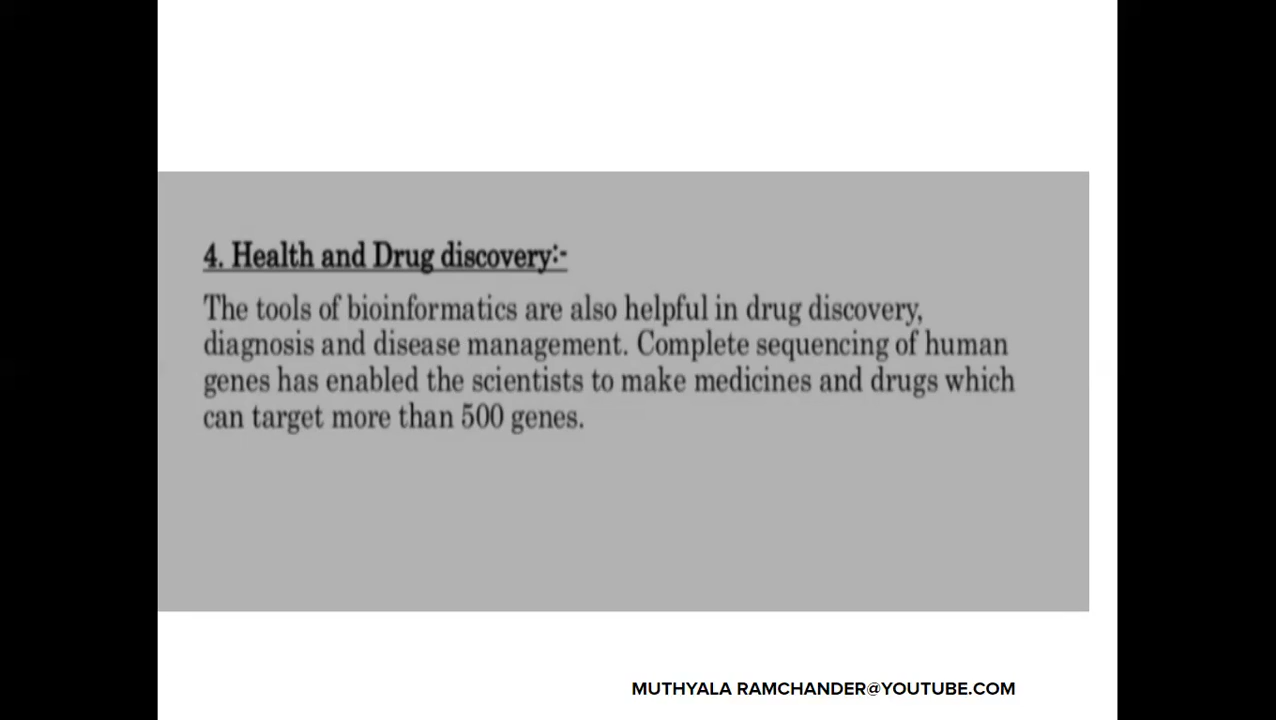 4. Health and Drug discovery:-
The tools of bioinformatics are also helpful in drug discovery,
diagnosis and disease management. Complete sequencing of human
genes has enabled the scientists to make medicines and drugs which
can target more than 500 genes.
MUTHYALA RAMCHANDER@YOUTUBE.COM